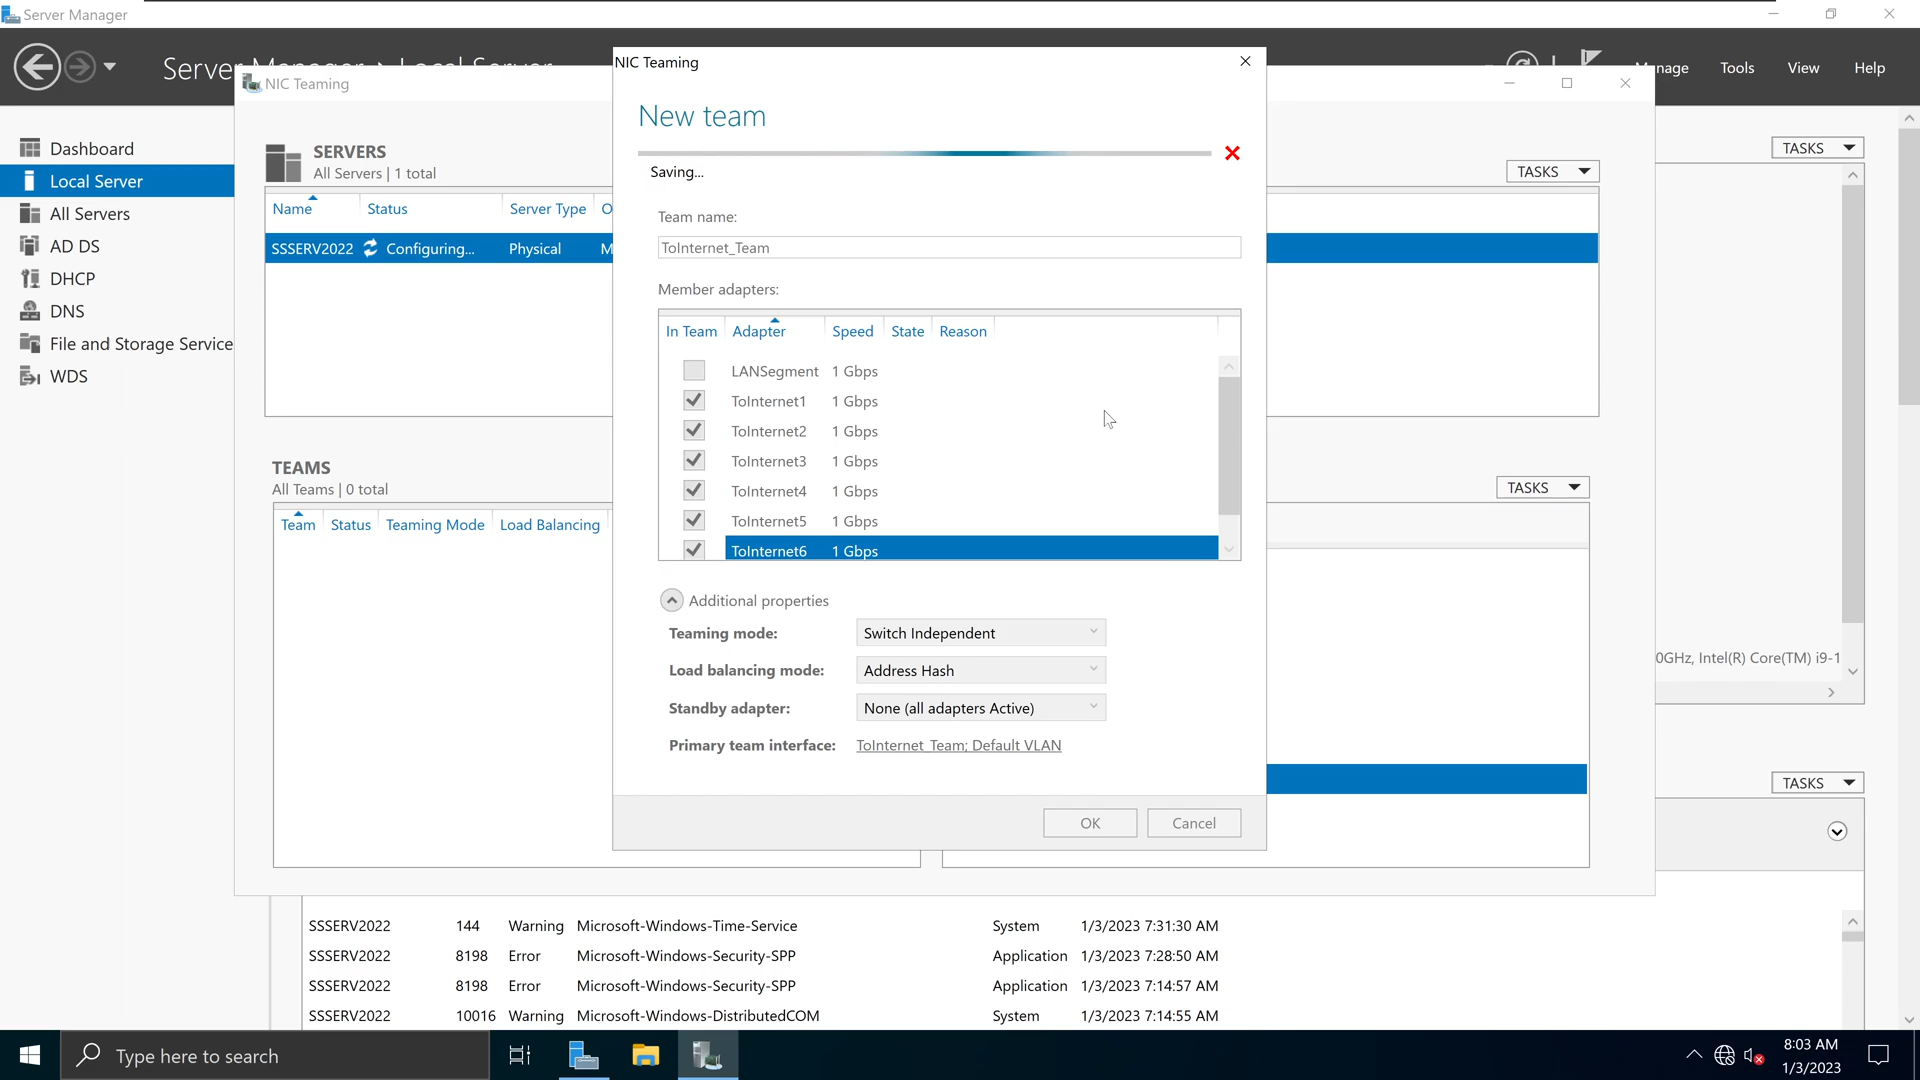 Server Manager
Manage
Tools
View
Help
NIC Teaming
NIC Teaming
New team
Saving...
Dashboard
Local Server
All Servers
AD DS
DHCP
DNS
File and Storage Service
WDS
SERVERS
All Servers | 1 total
TASKS
TASKS
Name Status Server Type O
SSSERV2022 Configuring... Physical M
Team name:
ToInternet_Team
Member adapters:
In Team Adapter Speed State Reason
LANSegment 1 Gbps
ToInternet1 1 Gbps
ToInternet2 1 Gbps
ToInternet3 1 Gbps
ToInternet4 1 Gbps
ToInternet5 1 Gbps
ToInternet6 1 Gbps
TEAMS
All Teams | 0 total
TASKS
Team Status Teaming Mode Load Balancing
Additional properties
Teaming mode: Switch Independent
Load balancing mode: Address Hash
Standby adapter: None (all adapters Active)
Primary team interface: ToInternet_Team; Default VLAN
OK Cancel
0GHz, Intel(R) Core(TM) i9-1
TASKS
SSSERV2022 144 Warning Microsoft-Windows-Time-Service System 1/3/2023 7:31:30 AM
SSSERV2022 8198 Error Microsoft-Windows-Security-SPP Application 1/3/2023 7:28:50 AM
SSSERV2022 8198 Error Microsoft-Windows-Security-SPP Application 1/3/2023 7:14:57 AM
SSSERV2022 10016 Warning Microsoft-Windows-DistributedCOM System 1/3/2023 7:14:55 AM
Type here to search
8:03 AM
1/3/2023